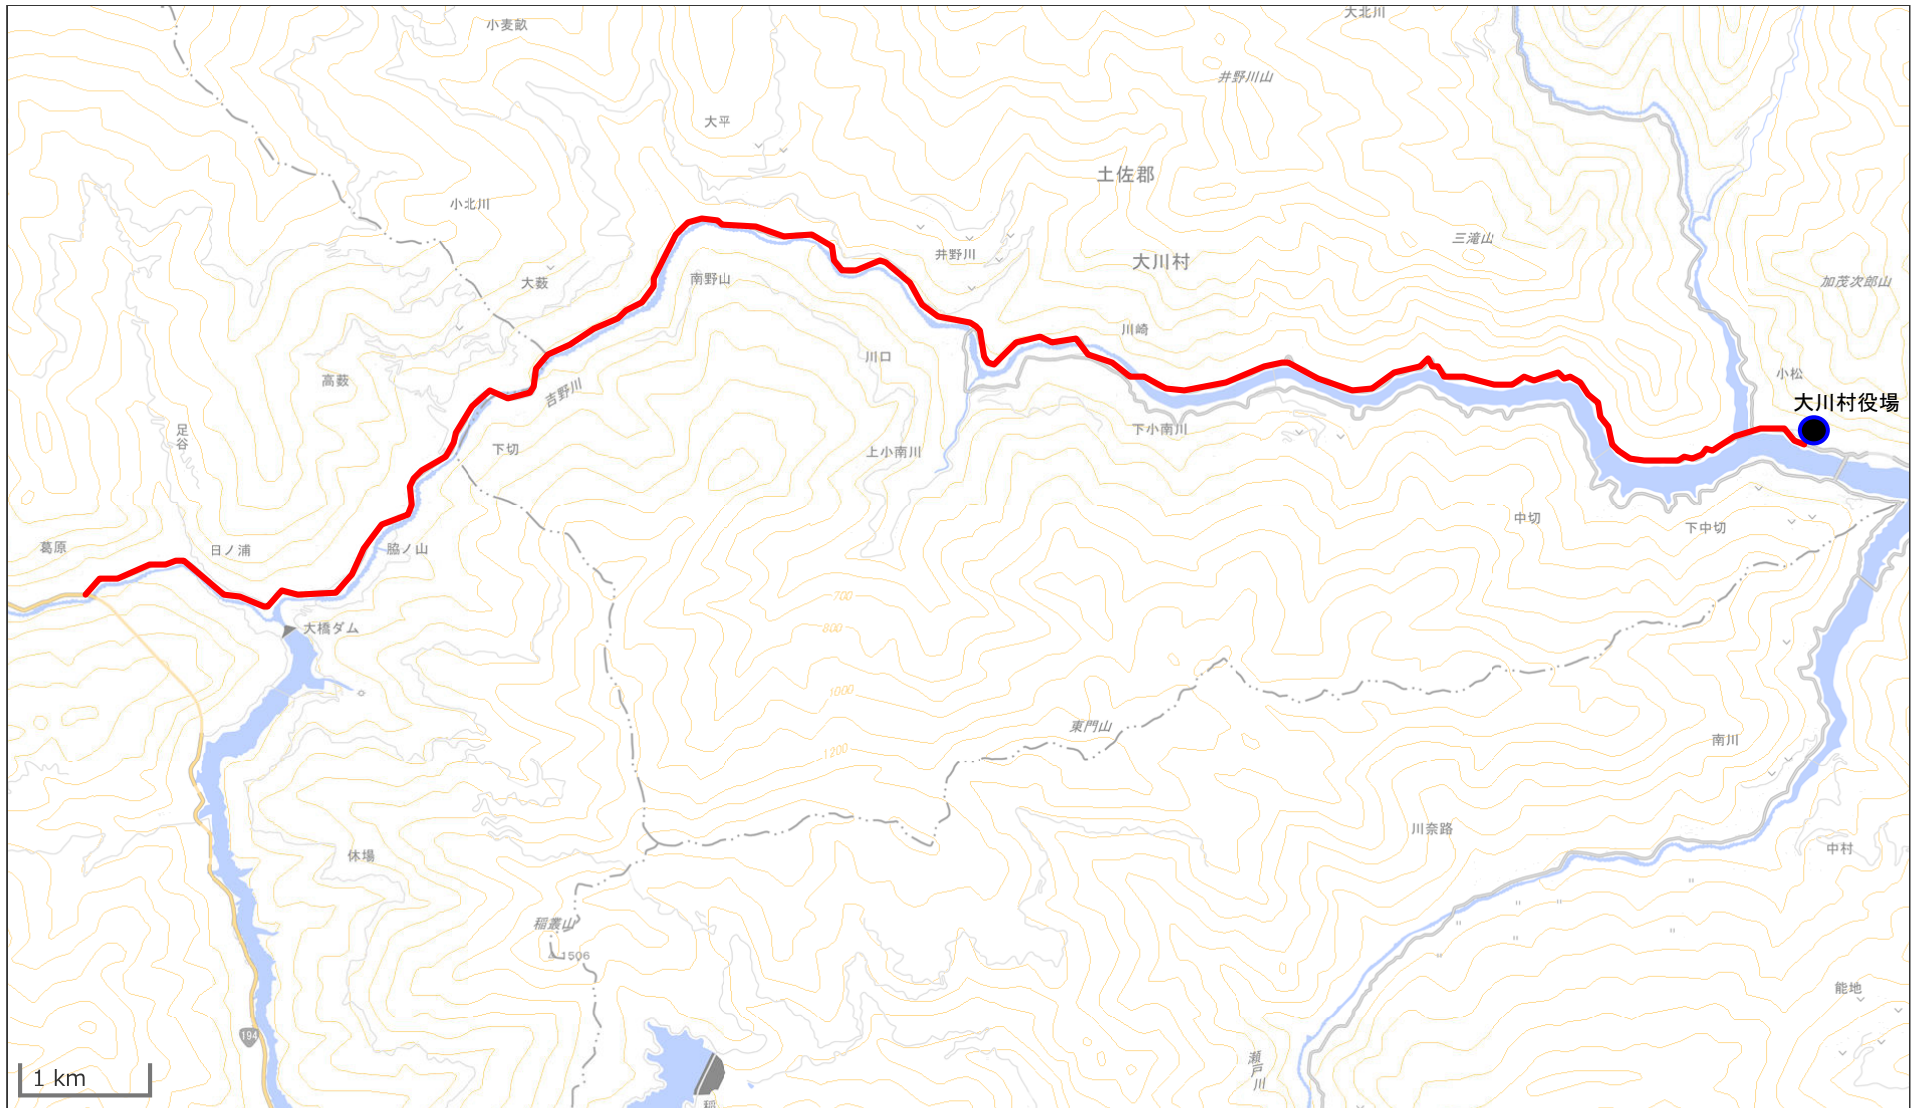 小麦畝
大北川
井野川山
大平
土佐郡
小北川
三滝山
井野川
大川村
南野山
大薮
加茂次郎山
川崎
川口
小松
高薮
吉野川
大川村役場
足谷
下小南川
下切
上小南川
中切
下中切
葛原
日ノ浦
脇ノ山
700
大橋ダム
800
1000
東門山
南川
1200
川奈路
休場
中村
稲叢山
1506
能地
194
瀬戸川
1 km
稲